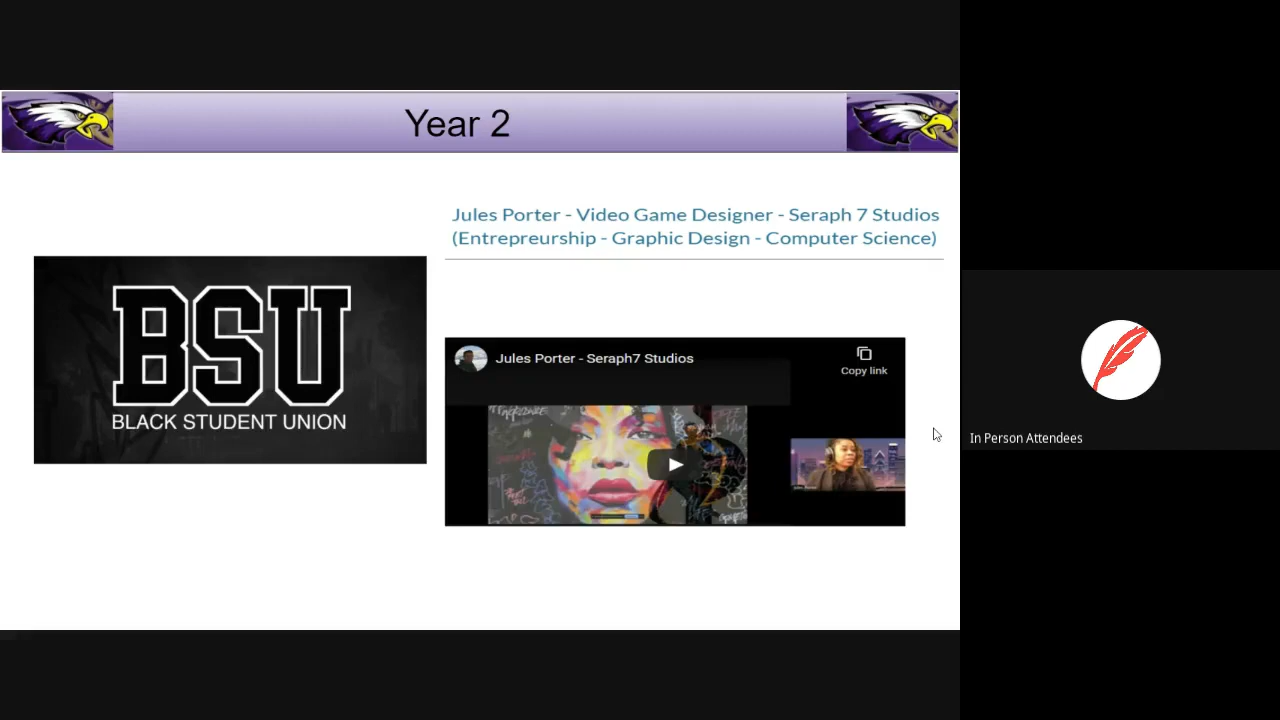 Year 2
Jules Porter - Video Game Designer - Seraph 7 Studios
(Entrepreurship - Graphic Design - Computer Science)
BSU
BLACK STUDENT UNION
Jules Porter - Seraph7 Studios
Copy link
In Person Attendees